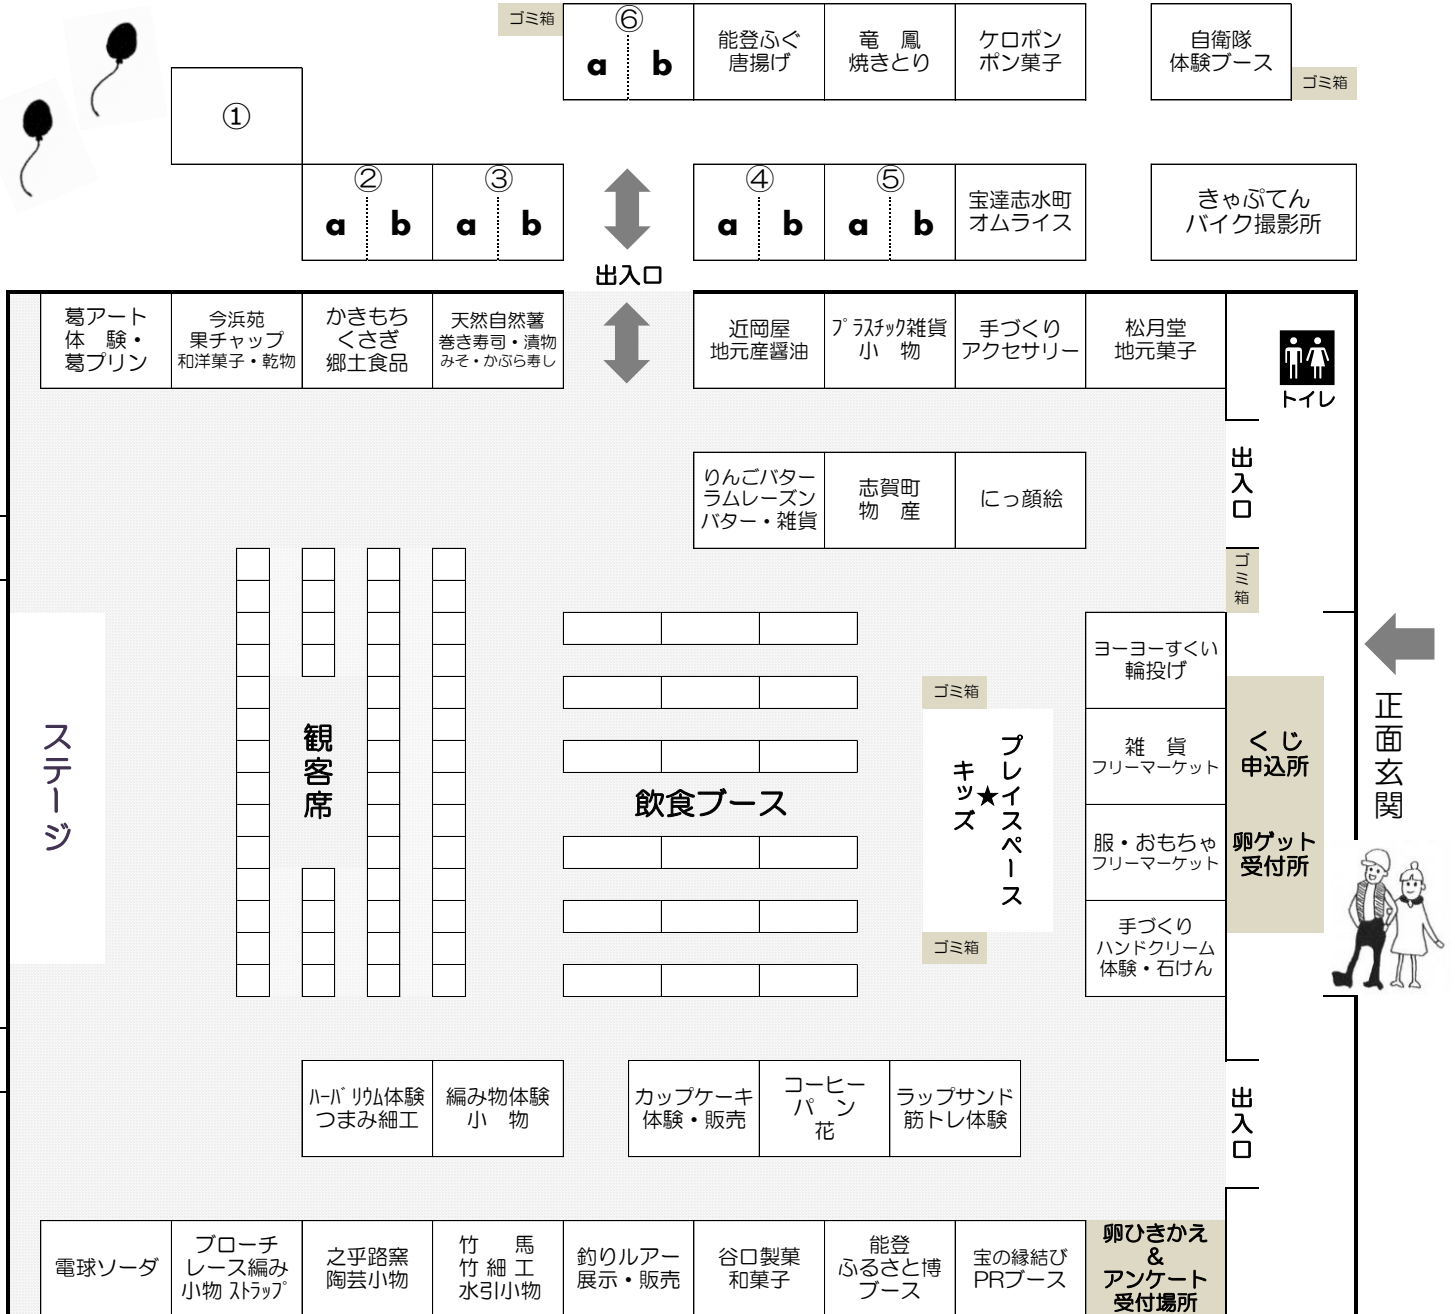 ゴミ箱
⑥
a b
能登ふぐ
唐揚げ
竜 鳳
焼きとり
ケロポン
ポン菓子
自衛隊
体験ブース
ゴミ箱
①
②
a b
③
a b
④
a b
⑤
a b
宝達志水町
オムライス
きゃぷてん
バイク撮影所
出入口
葛アート
体 験・
葛プリン
今浜苑
果チャップ
和洋菓子・乾物
かきもち
くさぎ
郷土食品
天然自然薯
巻き寿司・漬物
みそ・かぶら寿し
近岡屋
地元産醤油
プラスチック雑貨
小 物
手づくり
アクセサリー
松月堂
地元菓子
トイレ
りんごバター
ラムレーズン
バター・雑貨
志賀町
物 産
にっ顔絵
出入口
ゴミ箱
ステージ
観客席
飲食ブース
ゴミ箱
キッズ★プレイスペース
ゴミ箱
ヨーヨーすくい
輪投げ
雑 貨
フリーマーケット
服・おもちゃ
フリーマーケット
手づくり
ハンドクリーム
体験・石けん
くじ
申込所
卵ゲット
受付所
正面玄関
ハーバリウム体験
つまみ細工
編み物体験
小 物
カップケーキ
体験・販売
コーヒー
パ ン
花
ラップサンド
筋トレ体験
出入口
電球ソーダ
ブローチ
レース編み
小物 ストラップ
之乎路窯
陶芸小物
竹 馬
竹 細 工
水引小物
釣りルアー
展示・販売
谷口製菓
和菓子
能登
ふるさと博
ブース
宝の縁結び
PRブース
卵ひきかえ
&
アンケート
受付場所